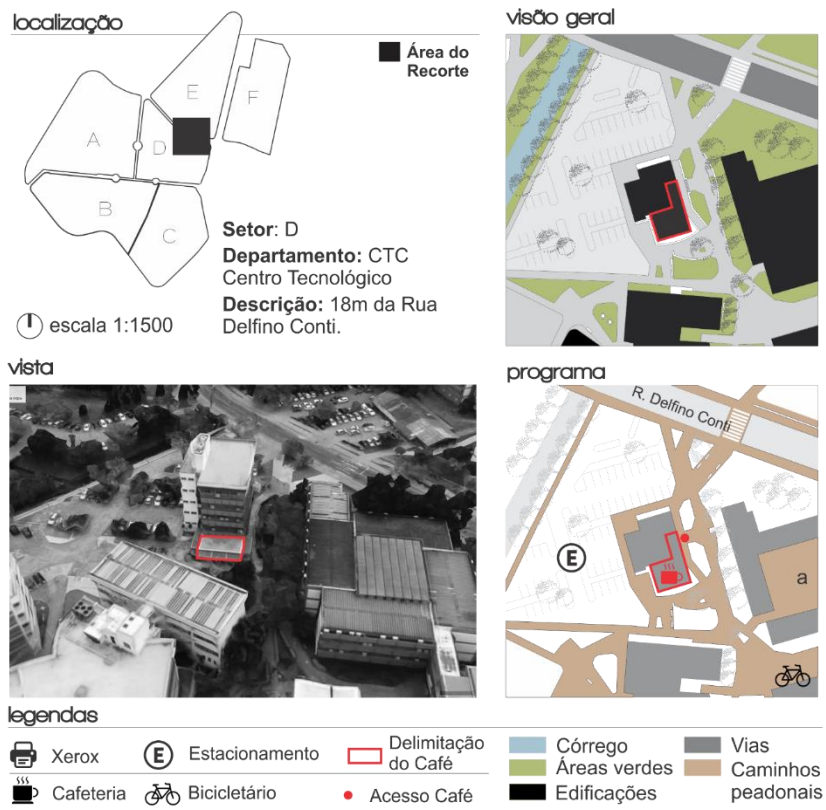 localização
Área do
Recorte
A
B
C
D
E
F
Setor: D
Departamento: CTC
Centro Tecnológico
Descrição: 18m da Rua
Delfino Conti.
escala 1:1500
visão geral
vista
programa
R. Delfino Conti
E
a
legendas
Xerox
E
Estacionamento
Delimitação
do Café
Córrego
Vias
Áreas verdes
Caminhos
peadonais
Cafeteria
Bicicletário
Acesso Café
Edificações